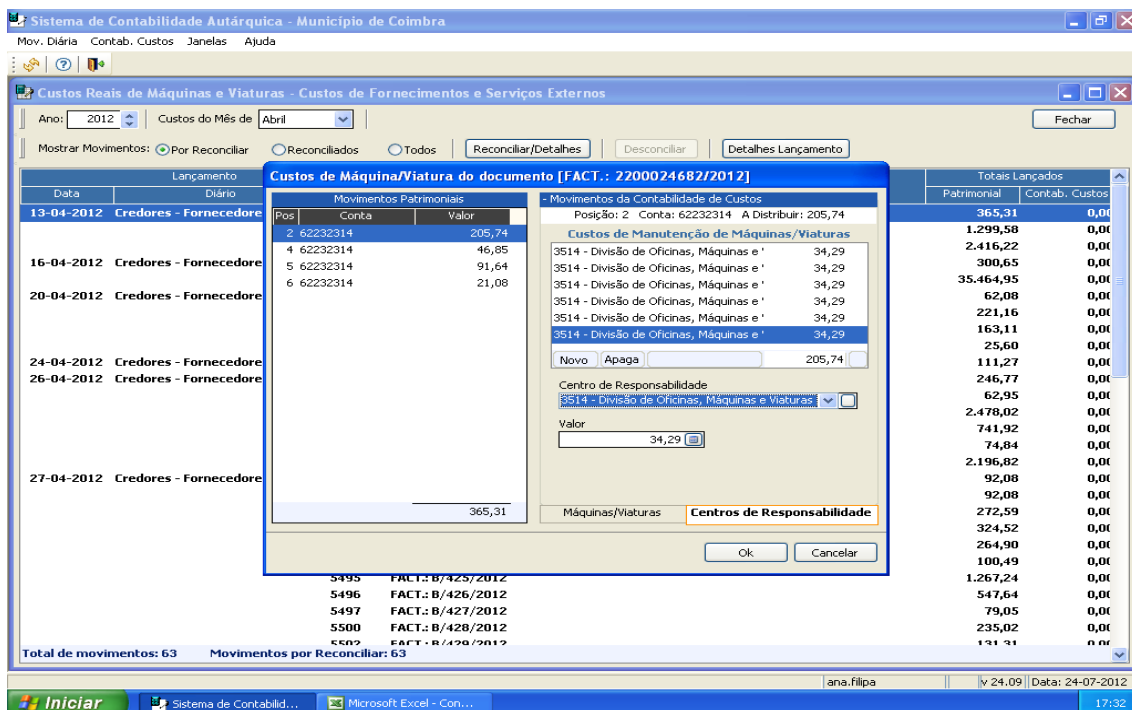 Sistema de Contabilidade Autárquica - Município de Coimbra
Mov. Diária Contab. Custos Janelas Ajuda
Custos Reais de Máquinas e Viaturas - Custos de Fornecimentos e Serviços Externos
Ano: 2012 Custos do Mês de Abril Fechar
Mostrar Movimentos: Por Reconciliar Reconciliados Todos Reconciliar/Detalhes Desconciliar Detalhes Lançamento
Lançamento Totais Lançados
Data Diário Patrimonial Contab. Custos
13-04-2012 Credores - Fornecedore 365,31 0,00
1.299,58 0,00
2.416,22 0,00
16-04-2012 Credores - Fornecedore 300,65 0,00
35.464,95 0,00
20-04-2012 Credores - Fornecedore 62,08 0,00
221,16 0,00
163,11 0,00
25,60 0,00
24-04-2012 Credores - Fornecedore 111,27 0,00
26-04-2012 Credores - Fornecedore 246,77 0,00
62,95 0,00
2.478,02 0,00
741,92 0,00
74,84 0,00
2.196,82 0,00
27-04-2012 Credores - Fornecedore 92,08 0,00
92,08 0,00
272,59 0,00
324,52 0,00
264,90 0,00
100,49 0,00
5495 FACT.: B/425/2012 1.267,24 0,00
5496 FACT.: B/426/2012 547,64 0,00
5497 FACT.: B/427/2012 79,05 0,00
5500 FACT.: B/428/2012 235,02 0,00
5502 FACT.: B/429/2012 131,31 0,00
Total de movimentos: 63 Movimentos por Reconciliar: 63
Custos de Máquina/Viatura do documento [FACT.: 2200024682/2012]
Movimentos Patrimoniais
Pos Conta Valor
2 62232314 205,74
4 62232314 46,85
5 62232314 91,64
6 62232314 21,08
365,31
- Movimentos da Contabilidade de Custos
Posição: 2 Conta: 62232314 A Distribuir: 205,74
Custos de Manutenção de Máquinas/Viaturas
3514 - Divisão de Oficinas, Máquinas e ' 34,29
3514 - Divisão de Oficinas, Máquinas e ' 34,29
3514 - Divisão de Oficinas, Máquinas e ' 34,29
3514 - Divisão de Oficinas, Máquinas e ' 34,29
3514 - Divisão de Oficinas, Máquinas e ' 34,29
3514 - Divisão de Oficinas, Máquinas e ' 34,29
Novo Apaga 205,74
Centro de Responsabilidade
3514 - Divisão de Oficinas, Máquinas e Viaturas
Valor
34,29
Máquinas/Viaturas Centros de Responsabilidade
Ok Cancelar
ana.filipa v 24.09 Data: 24-07-2012
Iniciar Sistema de Contabilid... Microsoft Excel - Con... 17:32